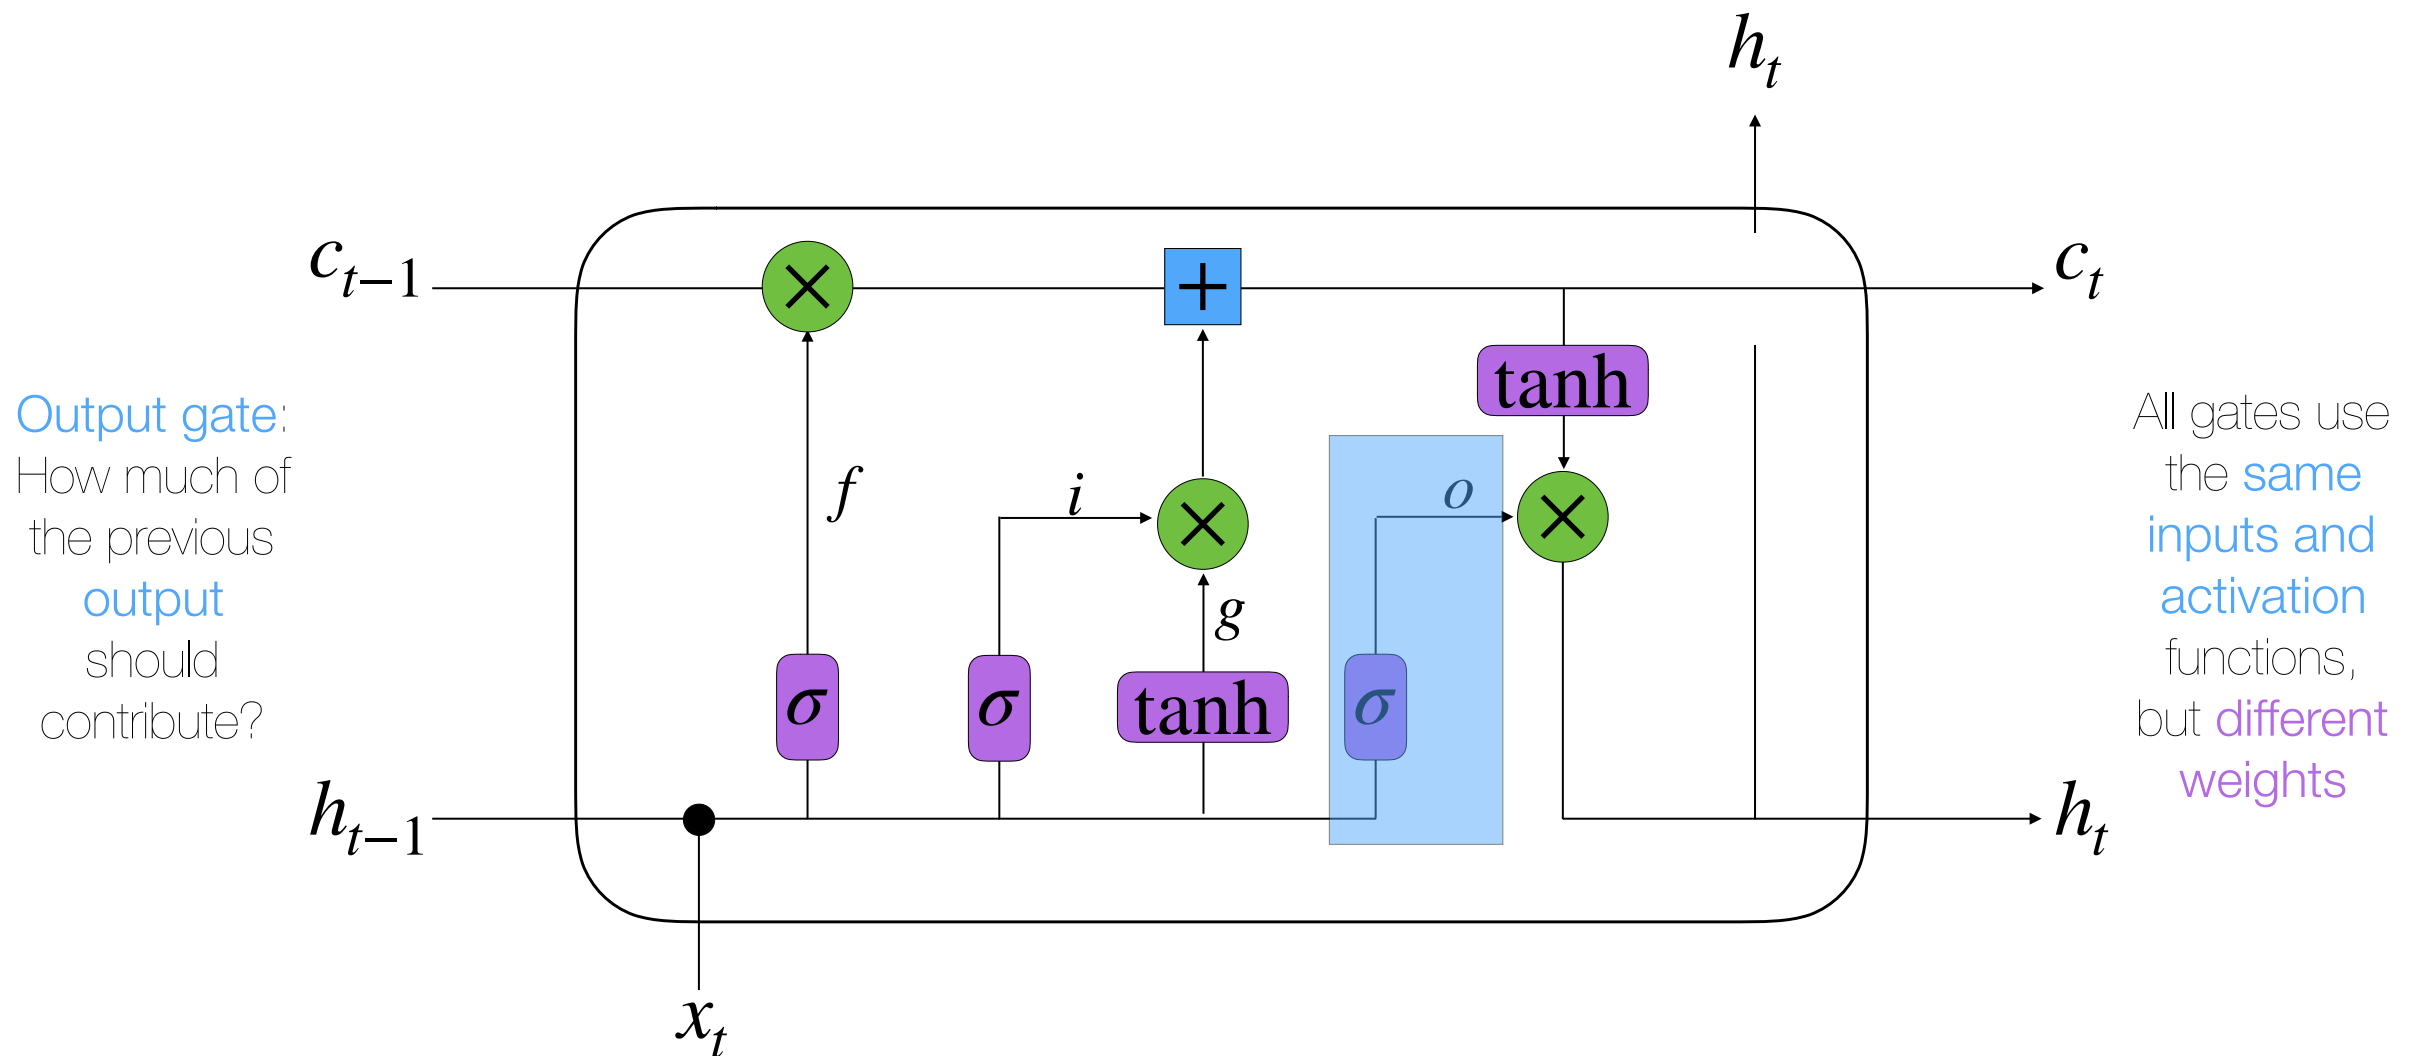 h_t
c_{t−1}
×
+
c_t
tanh
Output gate:
How much of
the previous
output
should
contribute?
f
i
×
o
×
g
σ
σ
tanh
σ
All gates use
the same
inputs and
activation
functions,
but different
weights
h_{t−1}
h_t
x_t